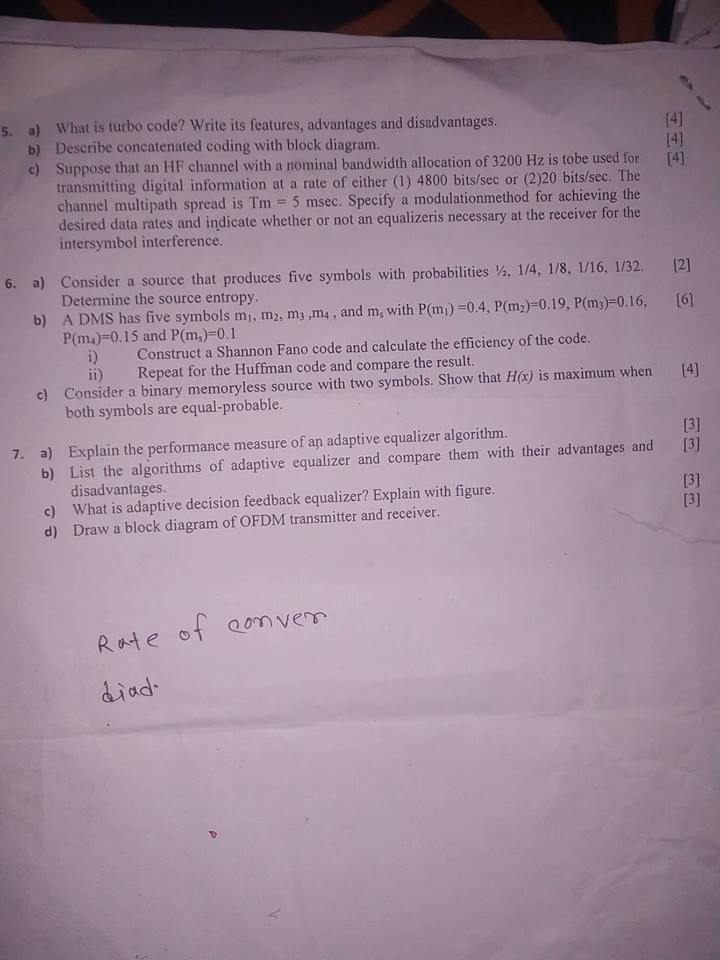 5. a) What is turbo code? Write its features, advantages and disadvantages. [4]
b) Describe concatenated coding with block diagram. [4]
c) Suppose that an HF channel with a nominal bandwidth allocation of 3200 Hz is tobe used for [4]
transmitting digital information at a rate of either (1) 4800 bits/sec or (2)20 bits/sec. The
channel multipath spread is Tm = 5 msec. Specify a modulationmethod for achieving the
desired data rates and indicate whether or not an equalizeris necessary at the receiver for the
intersymbol interference.
6. a) Consider a source that produces five symbols with probabilities ½, 1/4, 1/8, 1/16, 1/32. [2]
Determine the source entropy.
b) A DMS has five symbols m₁, m₂, m₃ ,m₄ , and mₛ with P(m₁) =0.4, P(m₂)=0.19, P(m₃)=0.16, [6]
P(m₄)=0.15 and P(mₛ)=0.1
i) Construct a Shannon Fano code and calculate the efficiency of the code.
ii) Repeat for the Huffman code and compare the result.
c) Consider a binary memoryless source with two symbols. Show that H(x) is maximum when [4]
both symbols are equal-probable.
7. a) Explain the performance measure of an adaptive equalizer algorithm. [3]
b) List the algorithms of adaptive equalizer and compare them with their advantages and [3]
disadvantages.
c) What is adaptive decision feedback equalizer? Explain with figure. [3]
d) Draw a block diagram of OFDM transmitter and receiver. [3]
Rate of conver